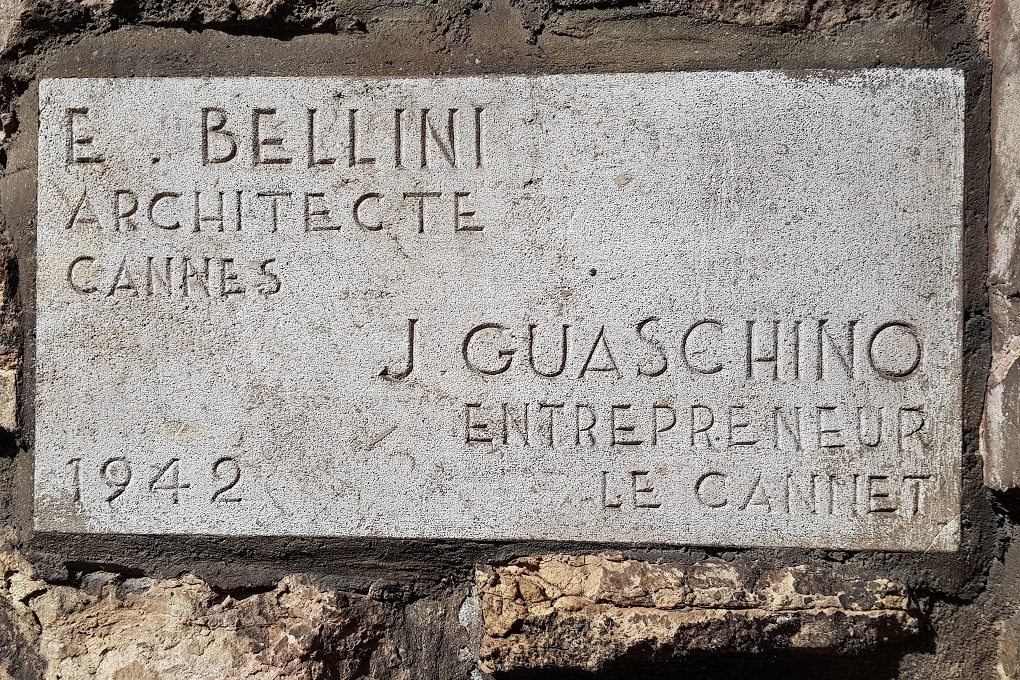 E. BELLINI
ARCHITECTE
CANNES
J GUASCHINO
ENTREPRENEUR
LE CANNET
1942